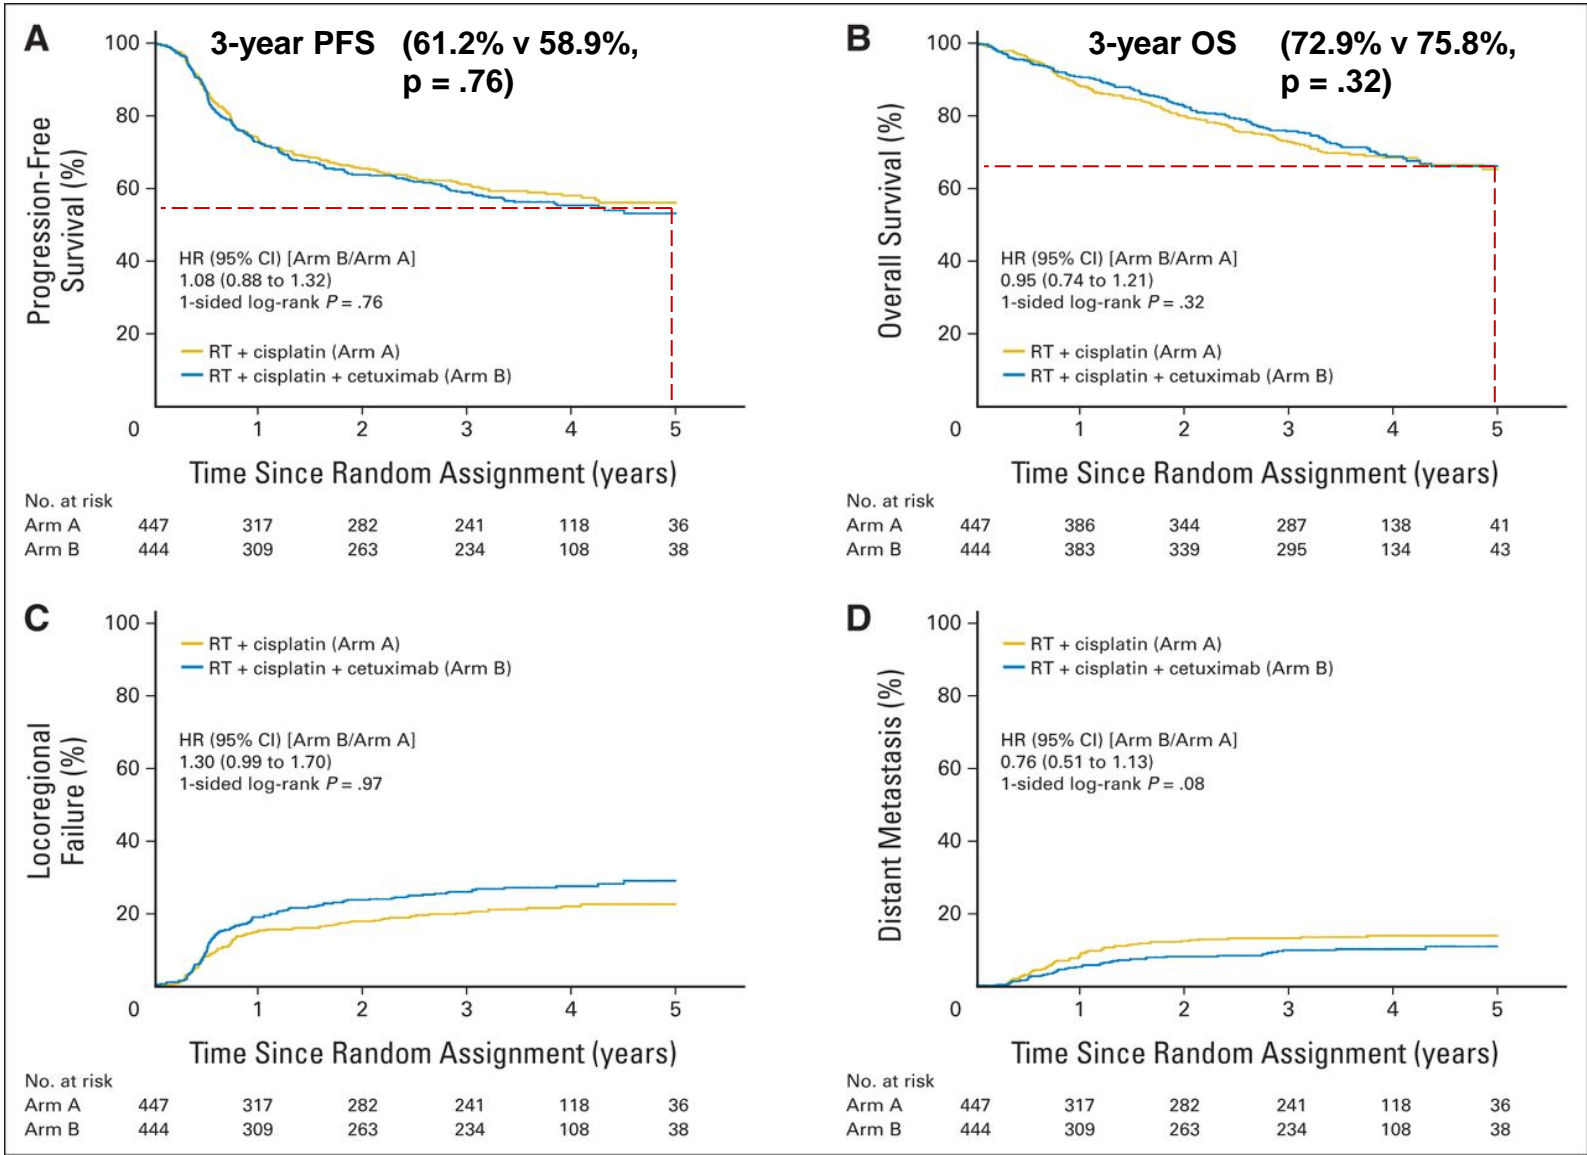 A
3-year PFS (61.2% v 58.9%,
p = .76)
Progression-Free
Survival (%)
100
80
60
40
20
HR (95% CI) [Arm B/Arm A]
1.08 (0.88 to 1.32)
1-sided log-rank P = .76
RT + cisplatin (Arm A)
RT + cisplatin + cetuximab (Arm B)
0 1 2 3 4 5
Time Since Random Assignment (years)
No. at risk
Arm A 447 317 282 241 118 36
Arm B 444 309 263 234 108 38
B
3-year OS (72.9% v 75.8%,
p = .32)
Overall Survival (%)
100
80
60
40
20
HR (95% CI) [Arm B/Arm A]
0.95 (0.74 to 1.21)
1-sided log-rank P = .32
RT + cisplatin (Arm A)
RT + cisplatin + cetuximab (Arm B)
0 1 2 3 4 5
Time Since Random Assignment (years)
No. at risk
Arm A 447 386 344 287 138 41
Arm B 444 383 339 295 134 43
C
Locoregional
Failure (%)
100
80
60
40
20
RT + cisplatin (Arm A)
RT + cisplatin + cetuximab (Arm B)
HR (95% CI) [Arm B/Arm A]
1.30 (0.99 to 1.70)
1-sided log-rank P = .97
0 1 2 3 4 5
Time Since Random Assignment (years)
No. at risk
Arm A 447 317 282 241 118 36
Arm B 444 309 263 234 108 38
D
Distant Metastasis (%)
100
80
60
40
20
RT + cisplatin (Arm A)
RT + cisplatin + cetuximab (Arm B)
HR (95% CI) [Arm B/Arm A]
0.76 (0.51 to 1.13)
1-sided log-rank P = .08
0 1 2 3 4 5
Time Since Random Assignment (years)
No. at risk
Arm A 447 317 282 241 118 36
Arm B 444 309 263 234 108 38